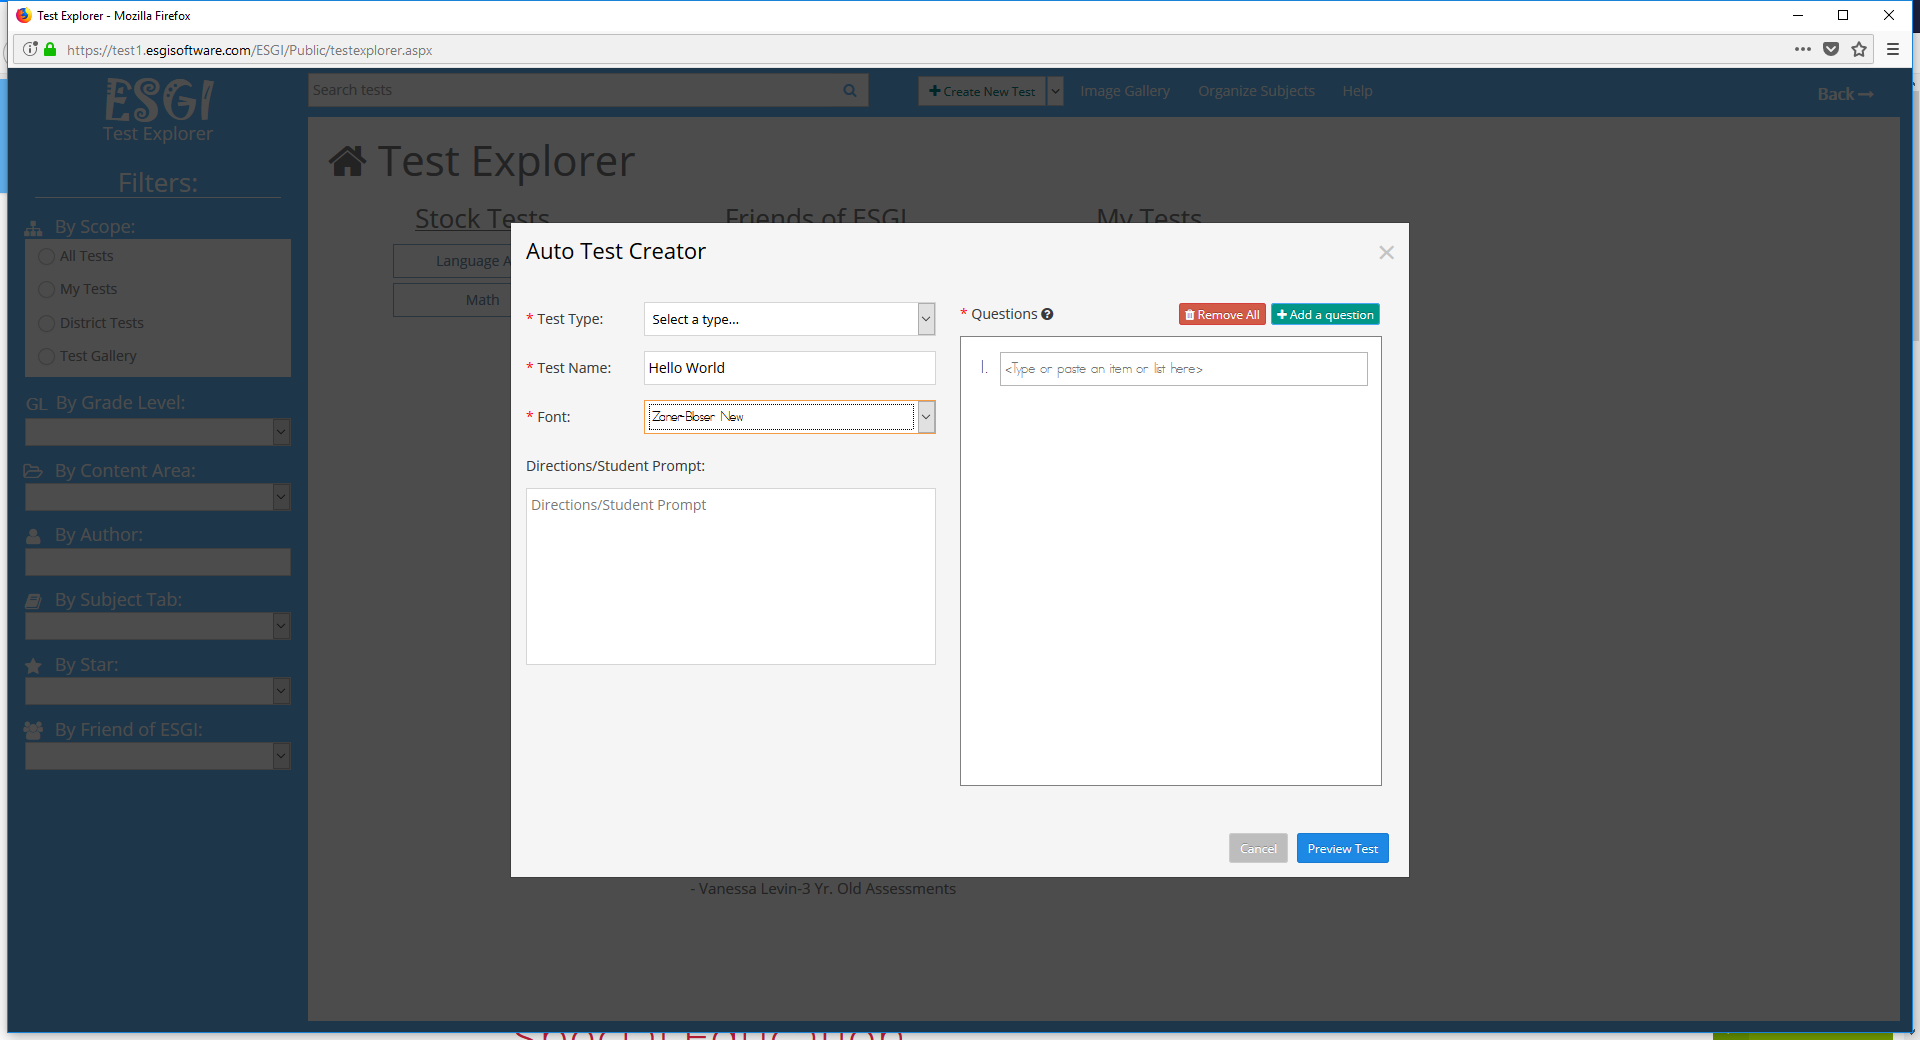 Test Explorer - Mozilla Firefox
https://test1.esgisoftware.com/ESGI/Public/testexplorer.aspx
ESGI
Test Explorer
Search tests
Create New Test
Image Gallery
Organize Subjects
Help
Back
Filters:
By Scope:
All Tests
My Tests
District Tests
Test Gallery
GL By Grade Level:
By Content Area:
By Author:
By Subject Tab:
By Star:
By Friend of ESGI:
Test Explorer
Stock Tests
Friends of ESGI
My Tests
Language A
Math
Auto Test Creator
* Test Type:
Select a type...
* Test Name:
Hello World
* Font:
Zaner-Bloser New
Directions/Student Prompt:
Directions/Student Prompt
* Questions
Remove All
Add a question
1.
<Type or paste an item or list here>
Cancel
Preview Test
- Vanessa Levin-3 Yr. Old Assessments
Special Education